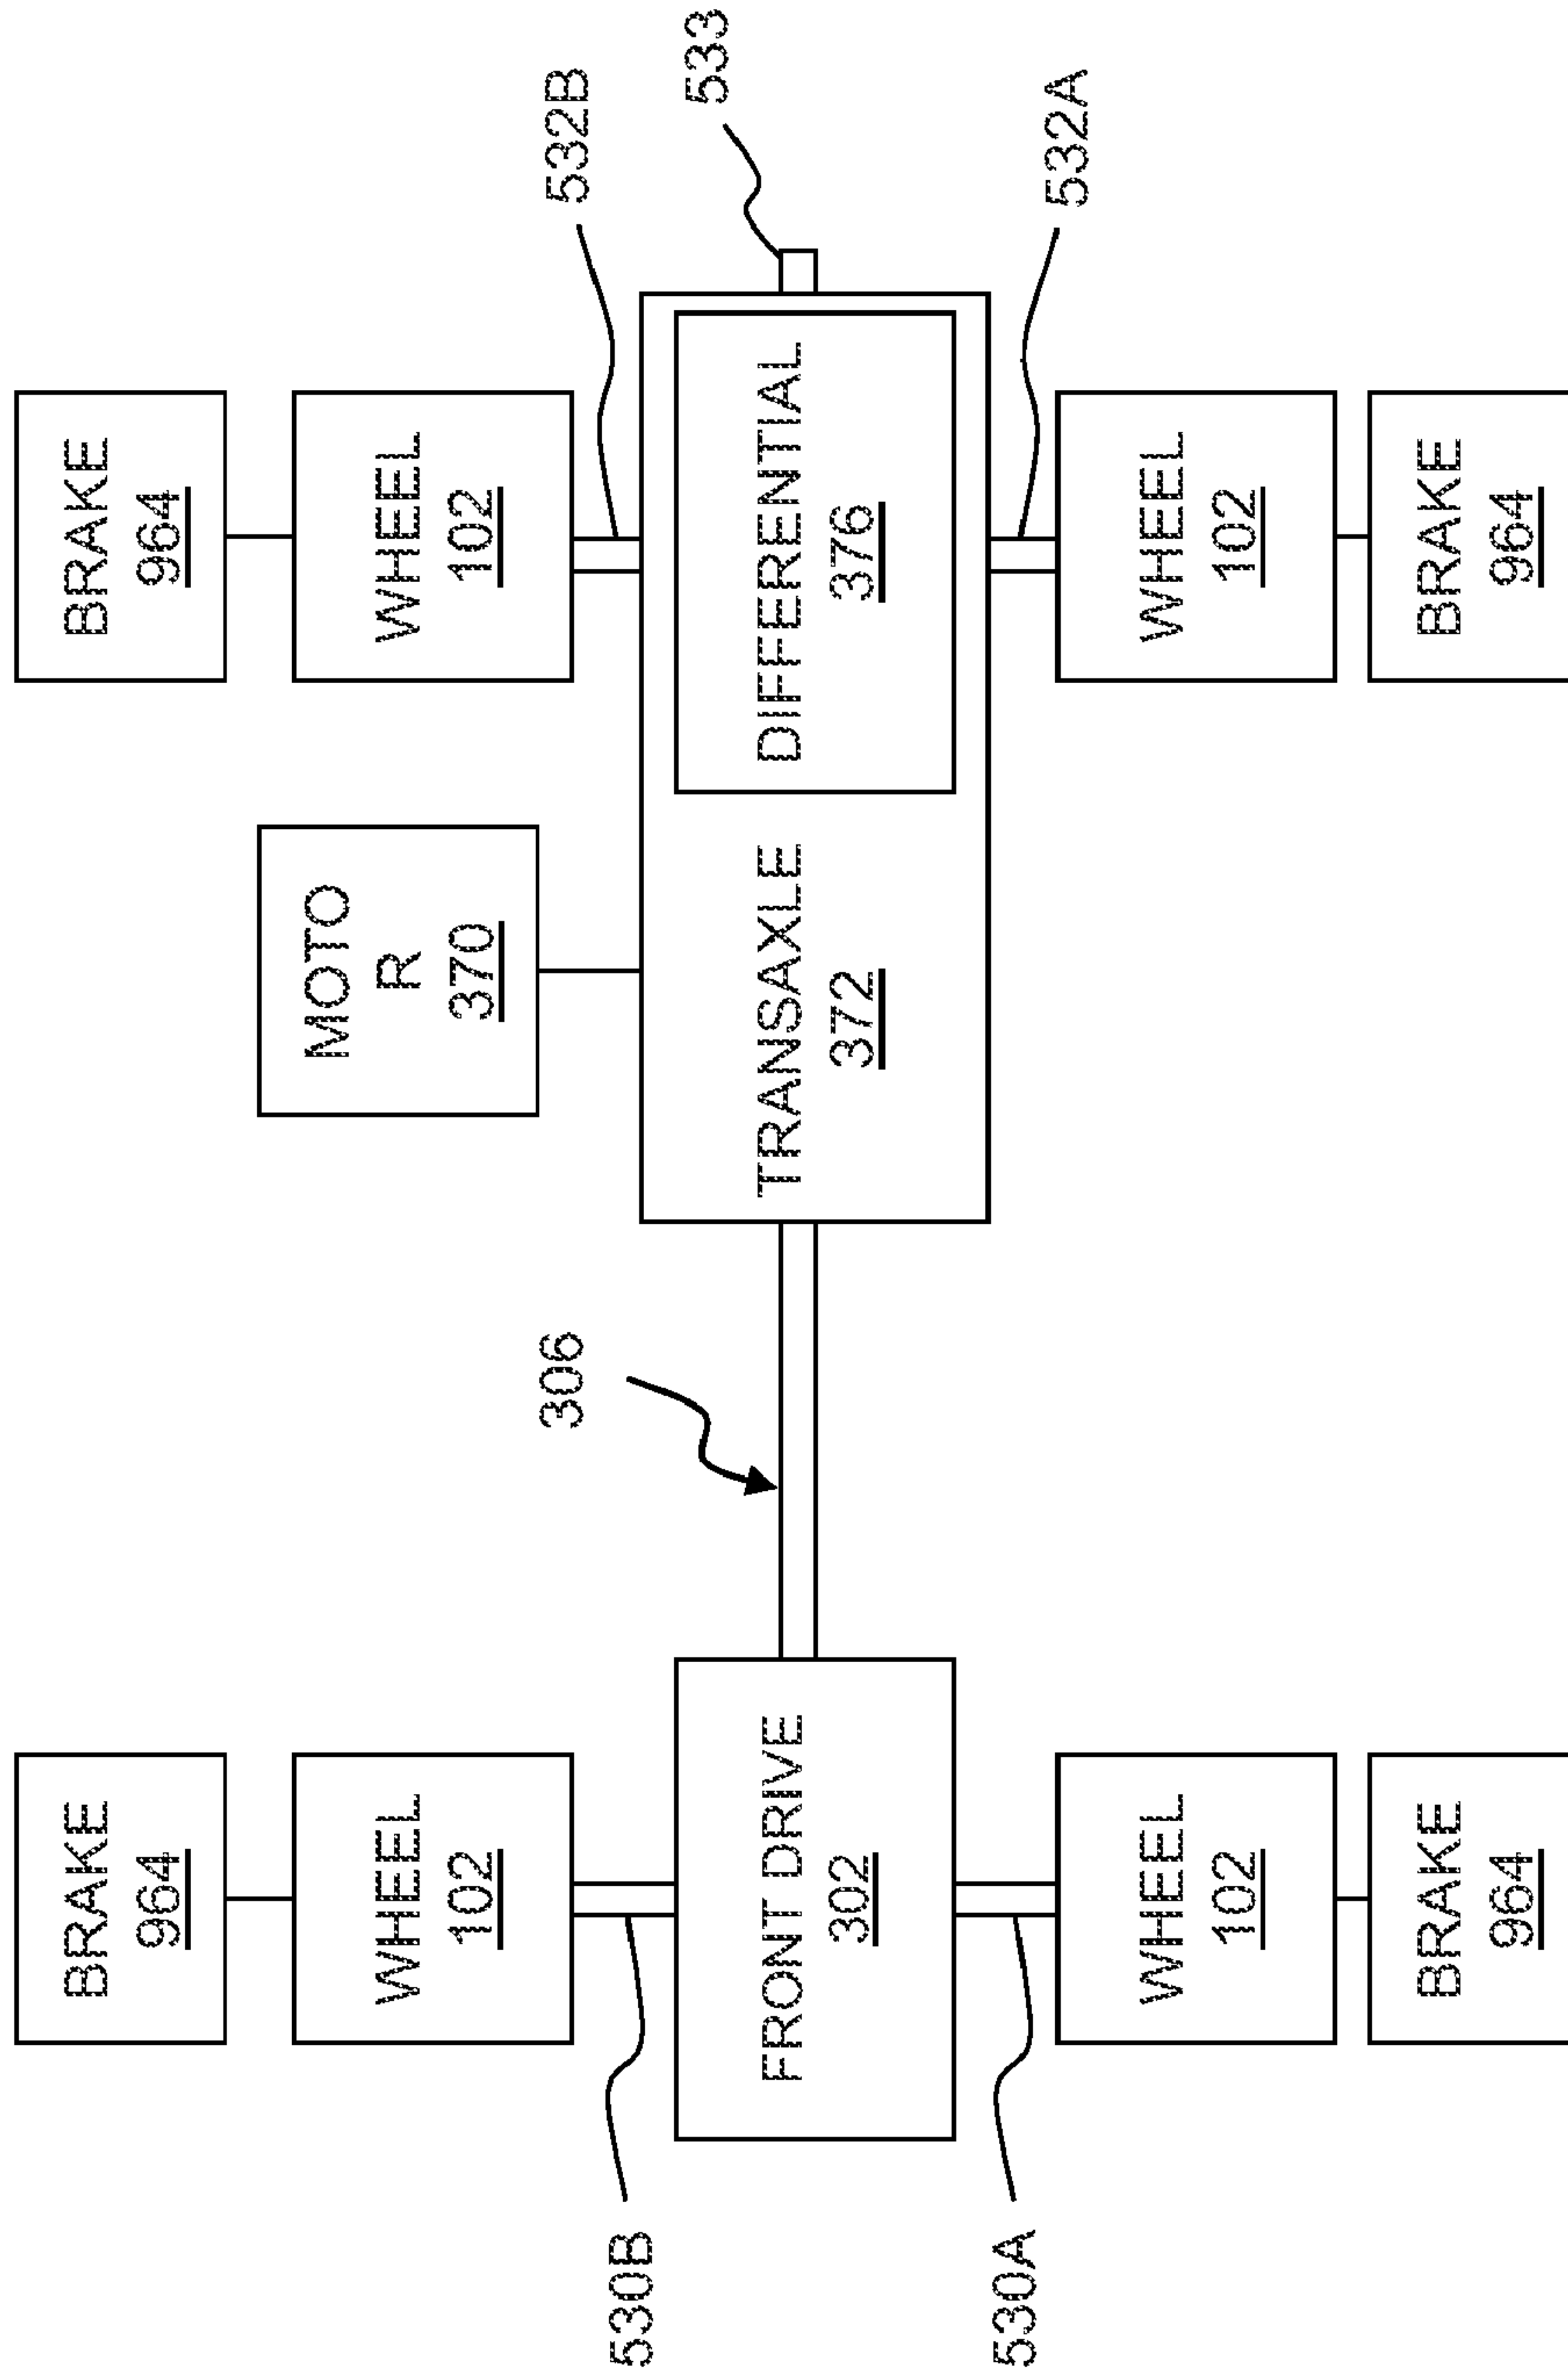 BRAKE
964
BRAKE
964
WHEEL
102
MOTO
R
370
WHEEL
102
306
532B
530B
533
FRONT DRIVE
302
TRANSAXLE
372
DIFFERENTIAL
376
530A
532A
WHEEL
102
WHEEL
102
BRAKE
964
BRAKE
964